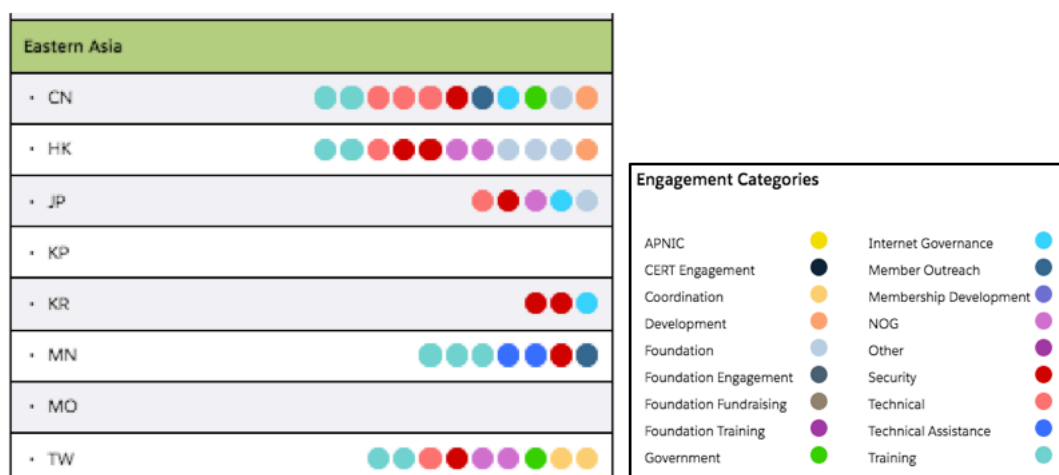 Eastern Asia
· CN
· HK
· JP
· KP
· KR
· MN
· MO
· TW
Engagement Categories
APNIC
CERT Engagement
Coordination
Development
Foundation
Foundation Engagement
Foundation Fundraising
Foundation Training
Government
Internet Governance
Member Outreach
Membership Development
NOG
Other
Security
Technical
Technical Assistance
Training